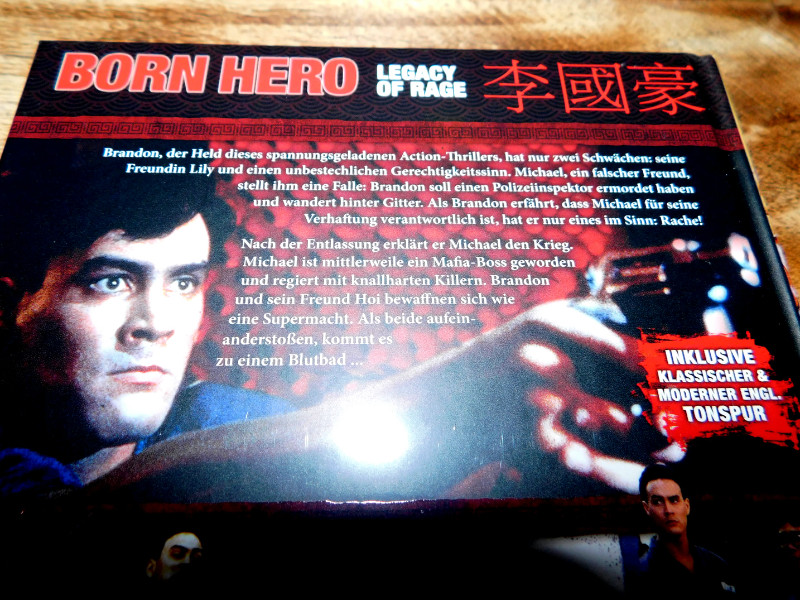 BORN HERO LEGACY OF RAGE 李國豪
Brandon, der Held dieses spannungsgeladenen Action-Thrillers, hat nur zwei Schwächen: seine
Freundin Lily und einen unbestechlichen Gerechtigkeitssinn. Michael, ein falscher Freund,
stellt ihm eine Falle: Brandon soll einen Polizeiinspektor ermordet haben
und wandert hinter Gitter. Als Brandon erfährt, dass Michael für seine
Verhaftung verantwortlich ist, hat er nur eines im Sinn: Rache!
Nach der Entlassung erklärt er Michael den Krieg.
Michael ist mittlerweile ein Mafia-Boss geworden
und regiert mit knallharten Killern. Brandon
und sein Freund Hoi bewaffnen sich wie
eine Supermacht. Als beide aufein-
anderstoßen, kommt es
zu einem Blutbad ...
INKLUSIVE
KLASSISCHER &
MODERNER ENGL.
TONSPUR